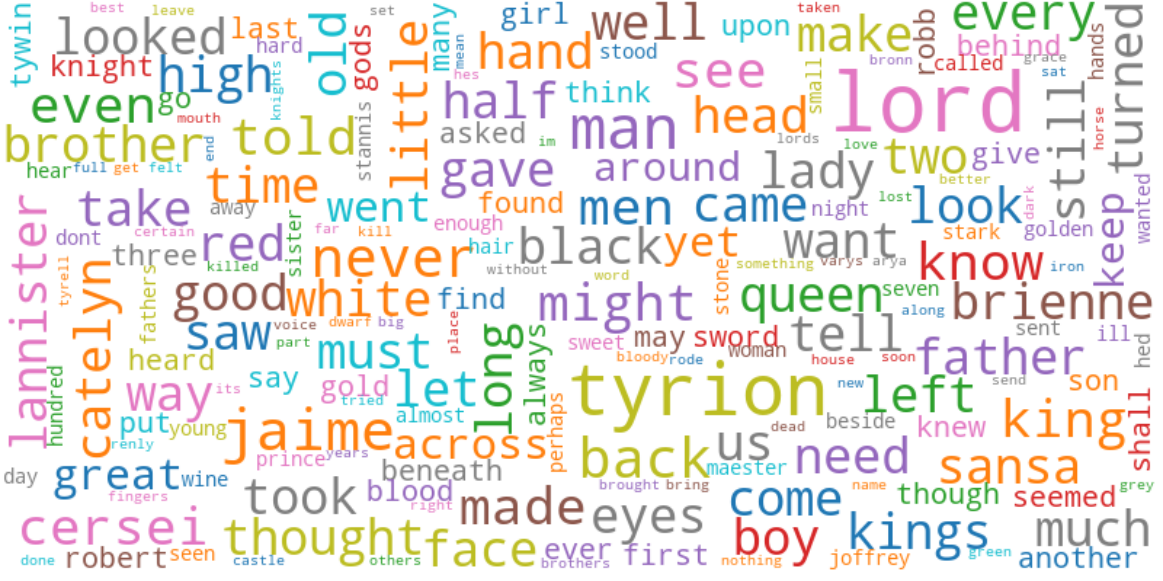 tywin
best
leave
looked
last
hard
old
set
gods
little
many
mean
girl
well
hand
stood
upon
taken
make
robb
every
behind
grace
called
sat
hands
turned
knight
high
knights
bronn
hes
see
small
lord
still
horse
even
go
mouth
half
think
man
head
brother
told
end
stannis
asked
im
lords
love
two
give
hear
full
get
felt
gave
around
lady
better
time
take
away
went
found
men
came
night
lost
look
dark
keep
wanted
lannister
dont
certain
three
red
sister
far
kill
enough
hair
never
black
yet
want
stark
golden
killed
without
word
stone
something
varys
arya
know
iron
tyrell
catelyn
fathers
good
white
find
might
queen
seven
brienne
saw
voice
dwarf
big
part
place
along
heard
must
long
always
sweet
may
sword
tell
sent
ill
hed
bloody
rode
woman
house
soon
father
hundred
way
its
say
gold
tried
let
almost
tyrion
new
left
send
son
put
young
renly
jaime
across
perhaps
us
dead
beside
knew
king
shall
day
great
wine
prince
years
beneath
back
maester
need
sansa
fingers
took
blood
right
made
brought
bring
eyes
come
name
though
seemed
grey
cersei
thought
face
boy
kings
much
done
robert
seen
castle
others
ever
brothers
first
nothing
joffrey
green
another